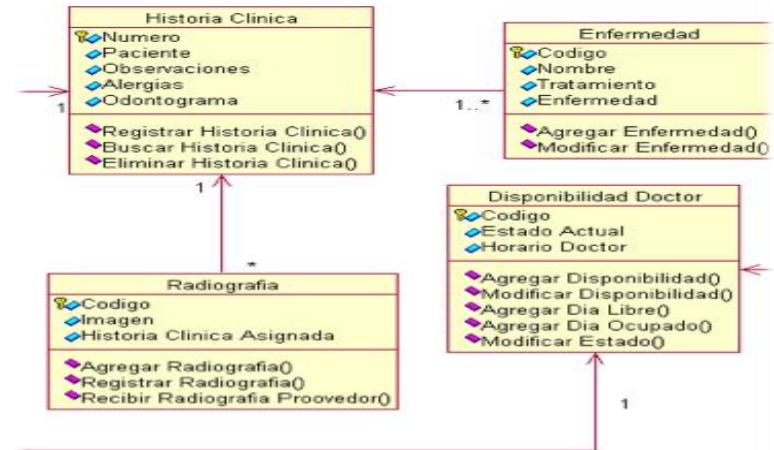 Historia Clinica
Numero
Paciente
Observaciones
Alergias
Odontograma
Registrar Historia Clinica()
Buscar Historia Clinica()
Eliminar Historia Clinica()
1
1
1..*
Enfermedad
Codigo
Nombre
Tratamiento
Enfermedad
Agregar Enfermedad()
Modificar Enfermedad()
*
Radiografia
Codigo
Imagen
Historia Clinica Asignada
Agregar Radiografia()
Registrar Radiografia()
Recibir Radiografia Proovedor()
Disponibilidad Doctor
Codigo
Estado Actual
Horario Doctor
Agregar Disponibilidad()
Modificar Disponibilidad()
Agregar Dia Libre()
Agregar Dia Ocupado()
Modificar Estado()
1